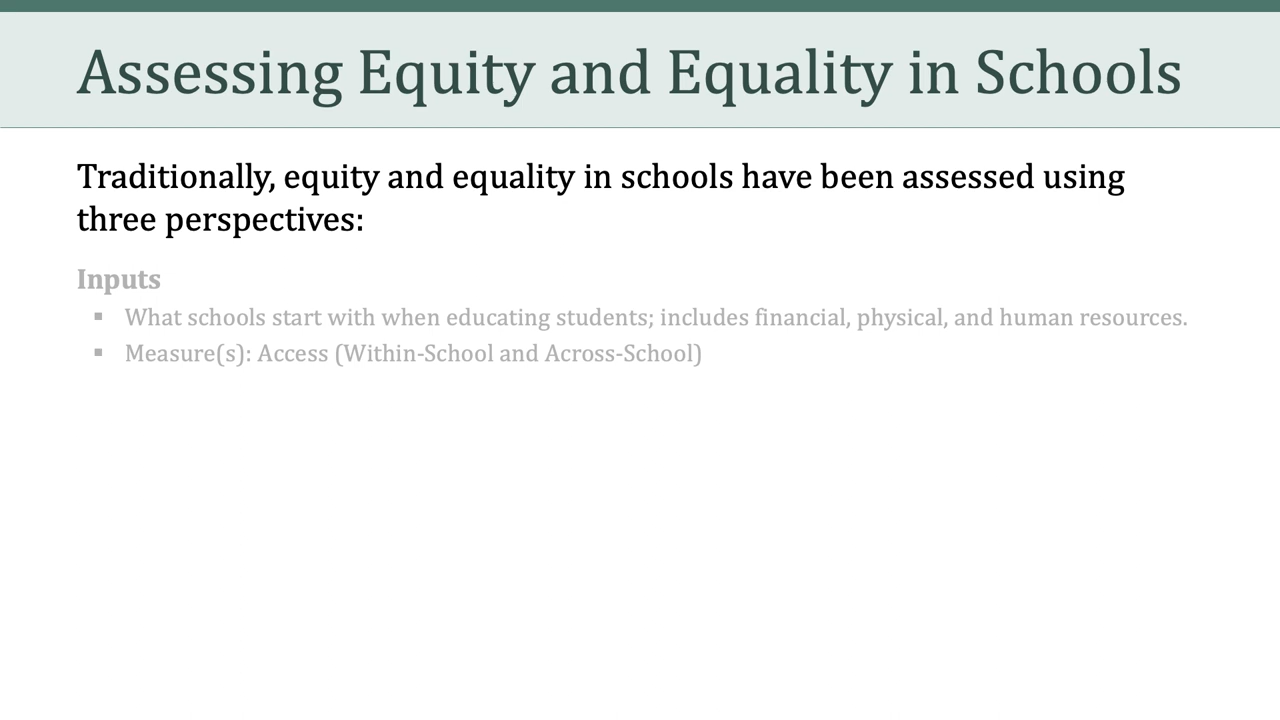 Assessing Equity and Equality in Schools
Traditionally, equity and equality in schools have been assessed using
three perspectives:
Inputs
▪ What schools start with when educating students; includes financial, physical, and human resources.
▪ Measure(s): Access (Within-School and Across-School)